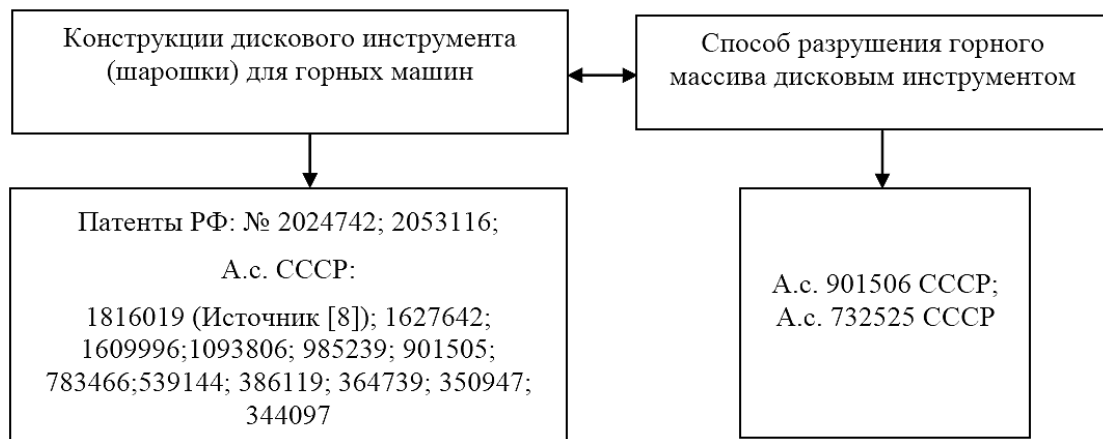 Конструкции дискового инструмента
(шарошки) для горных машин
Способ разрушения горного
массива дисковым инструментом
Патенты РФ: № 2024742; 2053116;
А.с. СССР:
1816019 (Источник [8]); 1627642;
1609996;1093806; 985239; 901505;
783466;539144; 386119; 364739; 350947;
344097
А.с. 901506 СССР;
А.с. 732525 СССР